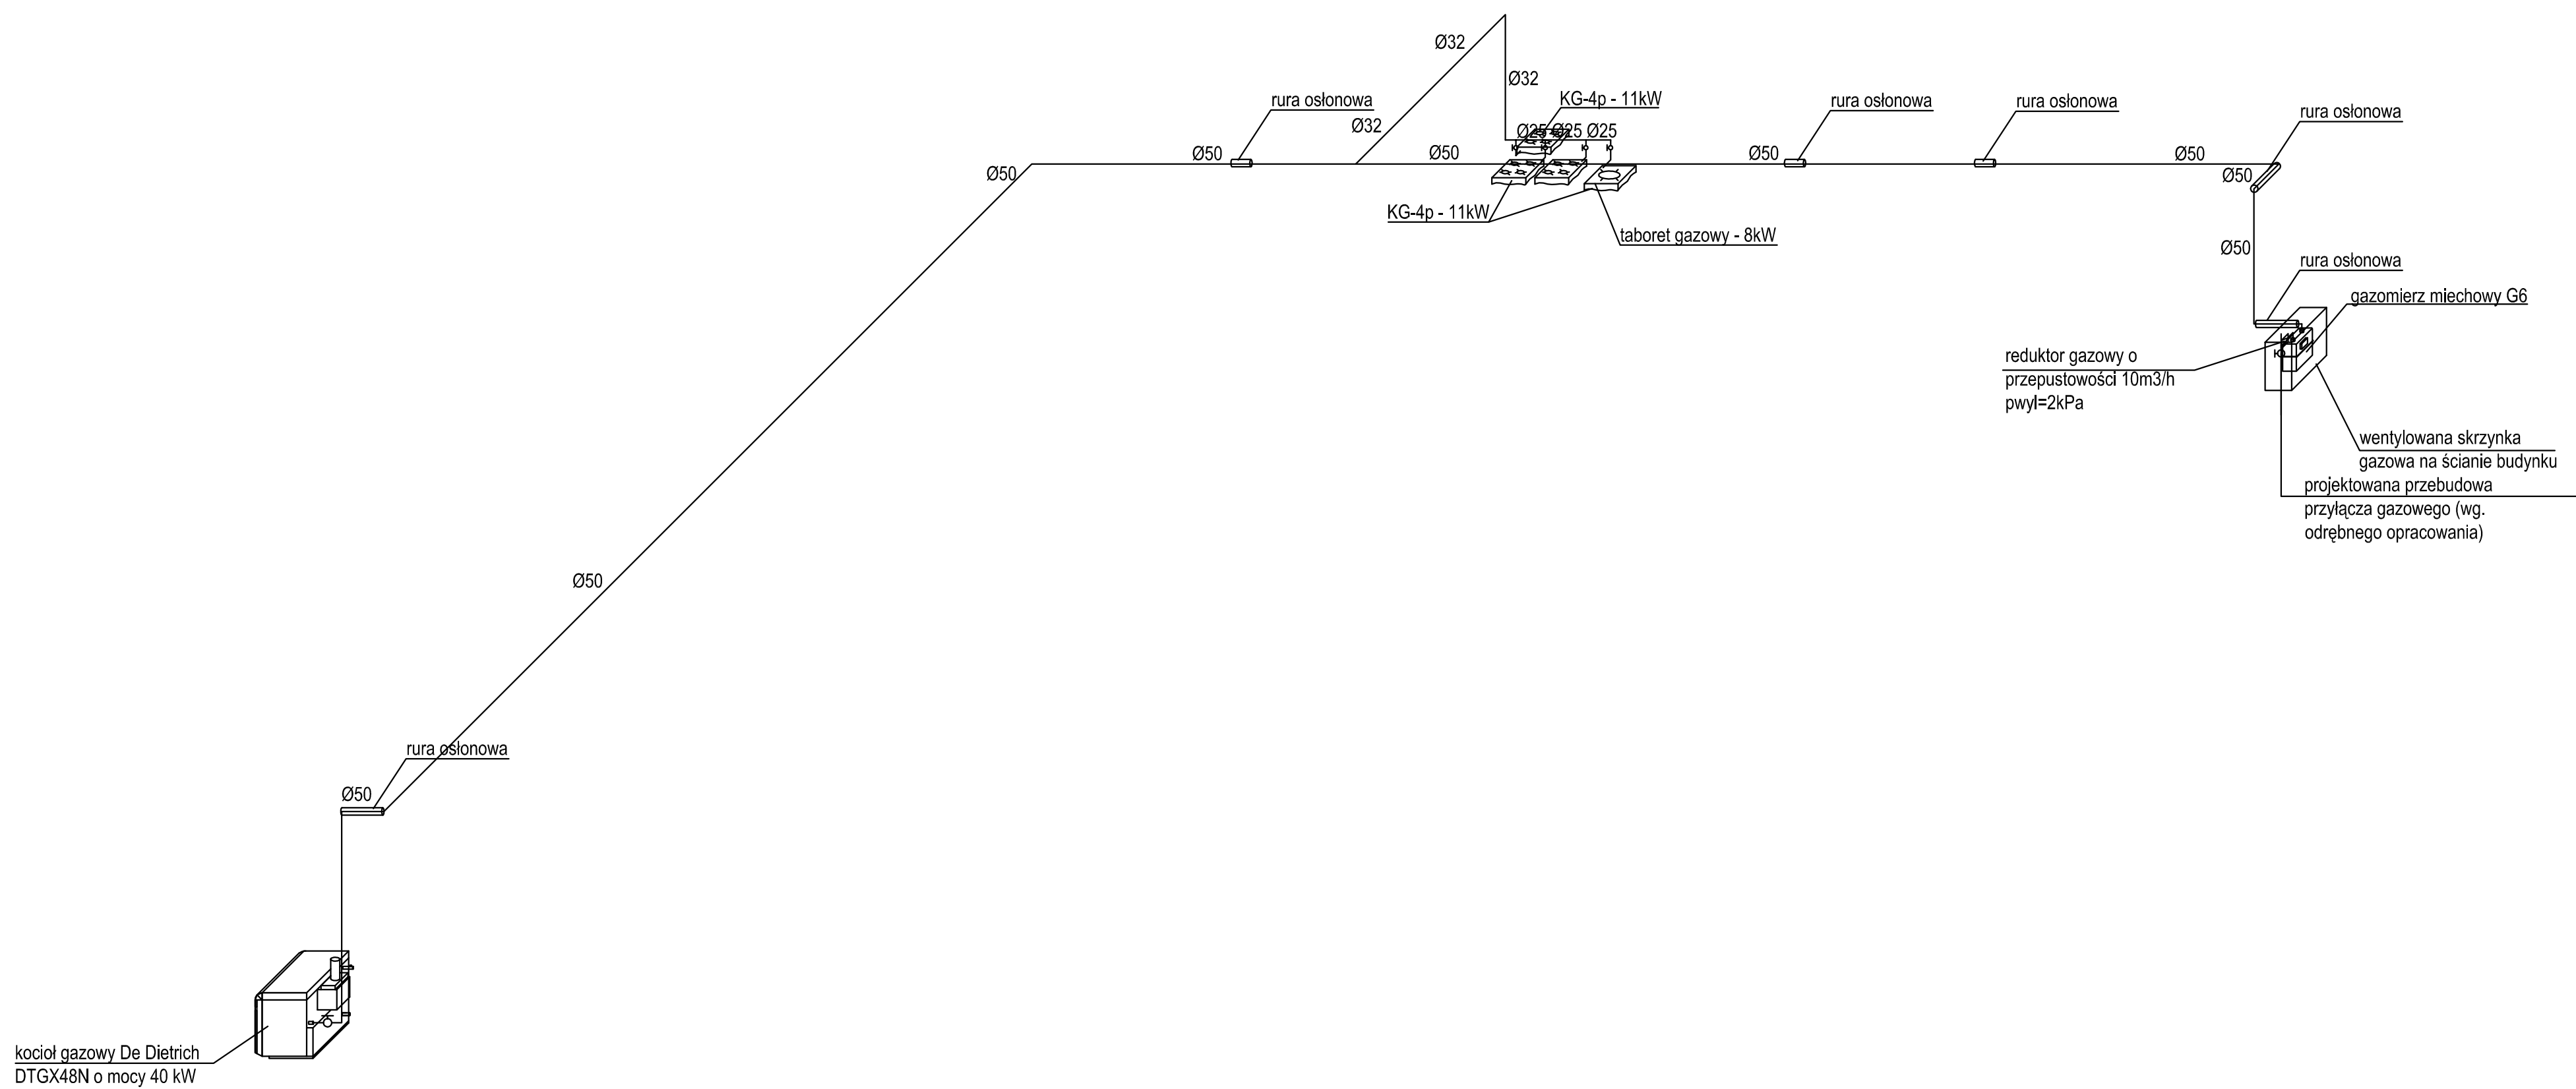 Ø32
Ø32
rura osłonowa
KG-4p - 11kW
rura osłonowa
rura osłonowa
rura osłonowa
Ø32
Ø25
Ø25
Ø25
Ø50
Ø50
Ø50
Ø50
Ø50
Ø50
KG-4p - 11kW
taboret gazowy - 8kW
Ø50
rura osłonowa
gazomierz miechowy G6
reduktor gazowy o
przepustowości 10m3/h
pwyl=2kPa
wentylowana skrzynka
gazowa na ścianie budynku
projektowana przebudowa
przyłącza gazowego (wg.
odrębnego opracowania)
Ø50
rura osłonowa
Ø50
kocioł gazowy De Dietrich
DTGX48N o mocy 40 kW